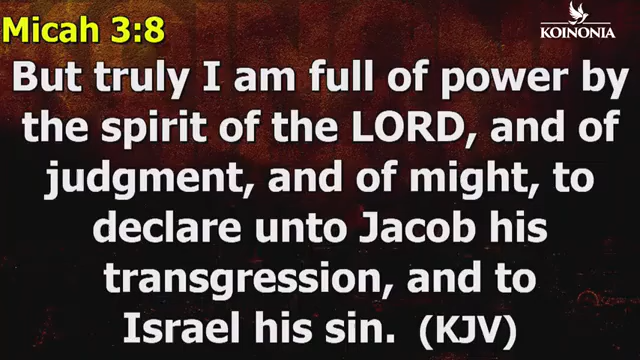 Micah 3:8
KOINONIA
But truly I am full of power by
the spirit of the LORD, and of
judgment, and of might, to
declare unto Jacob his
transgression, and to
Israel his sin. (KJV)